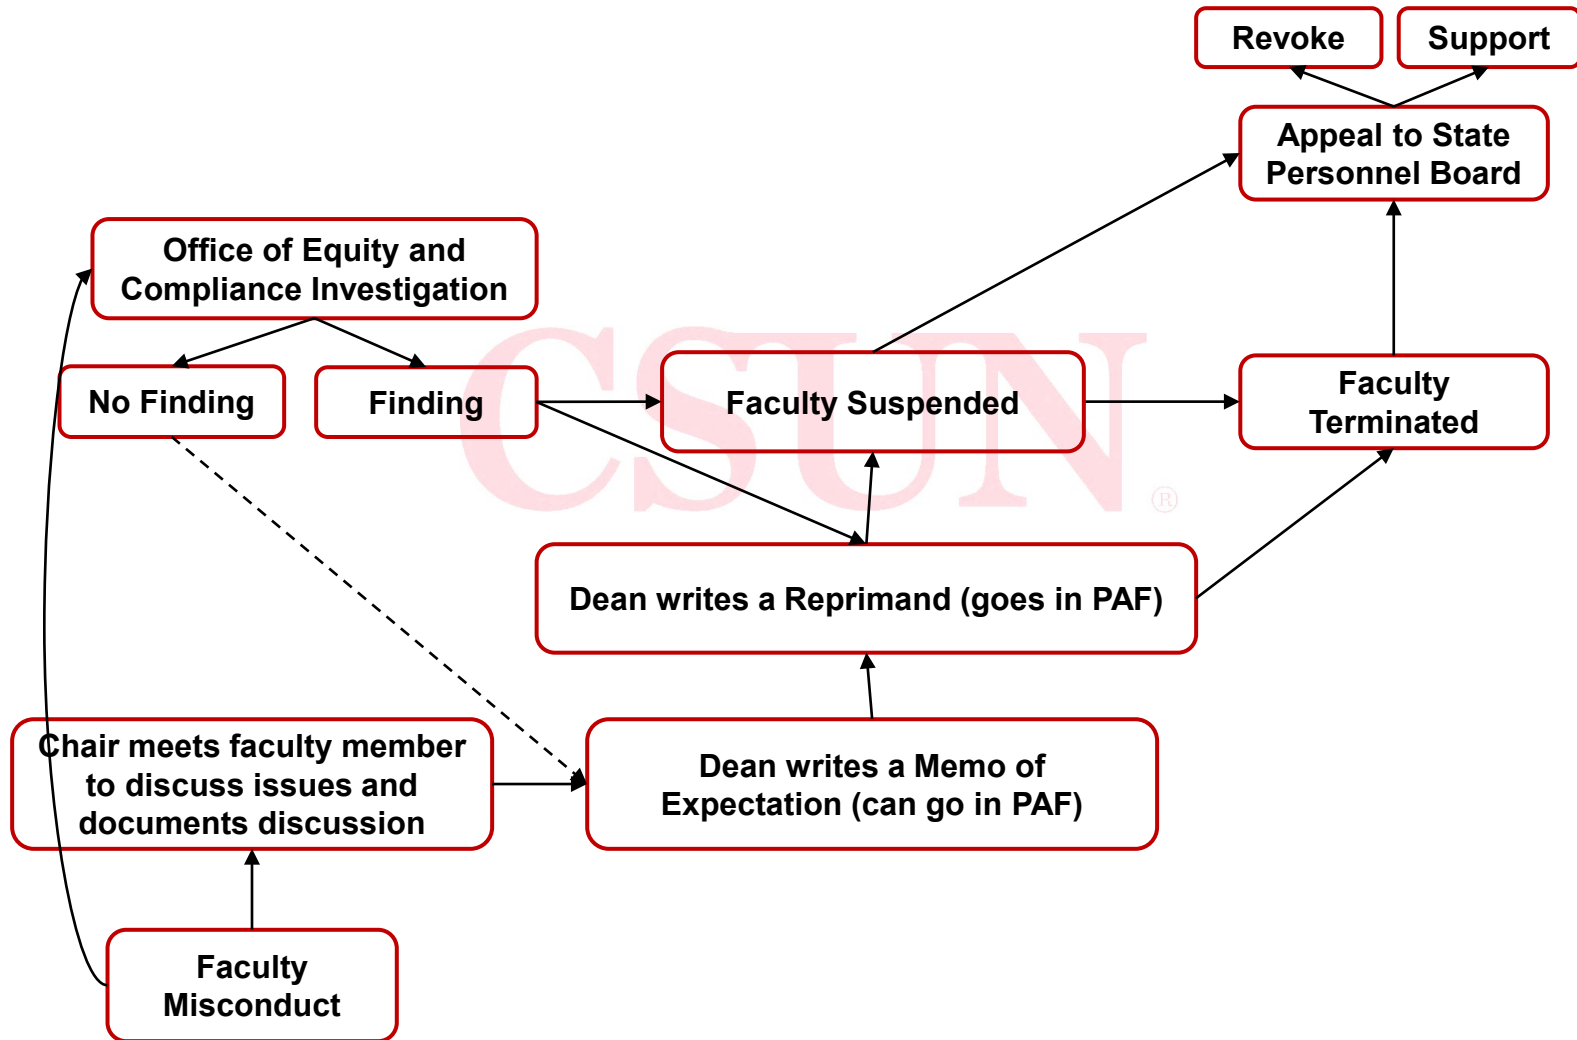 Revoke
Support
Appeal to State
Personnel Board
Office of Equity and
Compliance Investigation
No Finding
Finding
Faculty Suspended
Faculty
Terminated
CSUN
®
Dean writes a Reprimand (goes in PAF)
Chair meets faculty member
to discuss issues and
documents discussion
Dean writes a Memo of
Expectation (can go in PAF)
Faculty
Misconduct